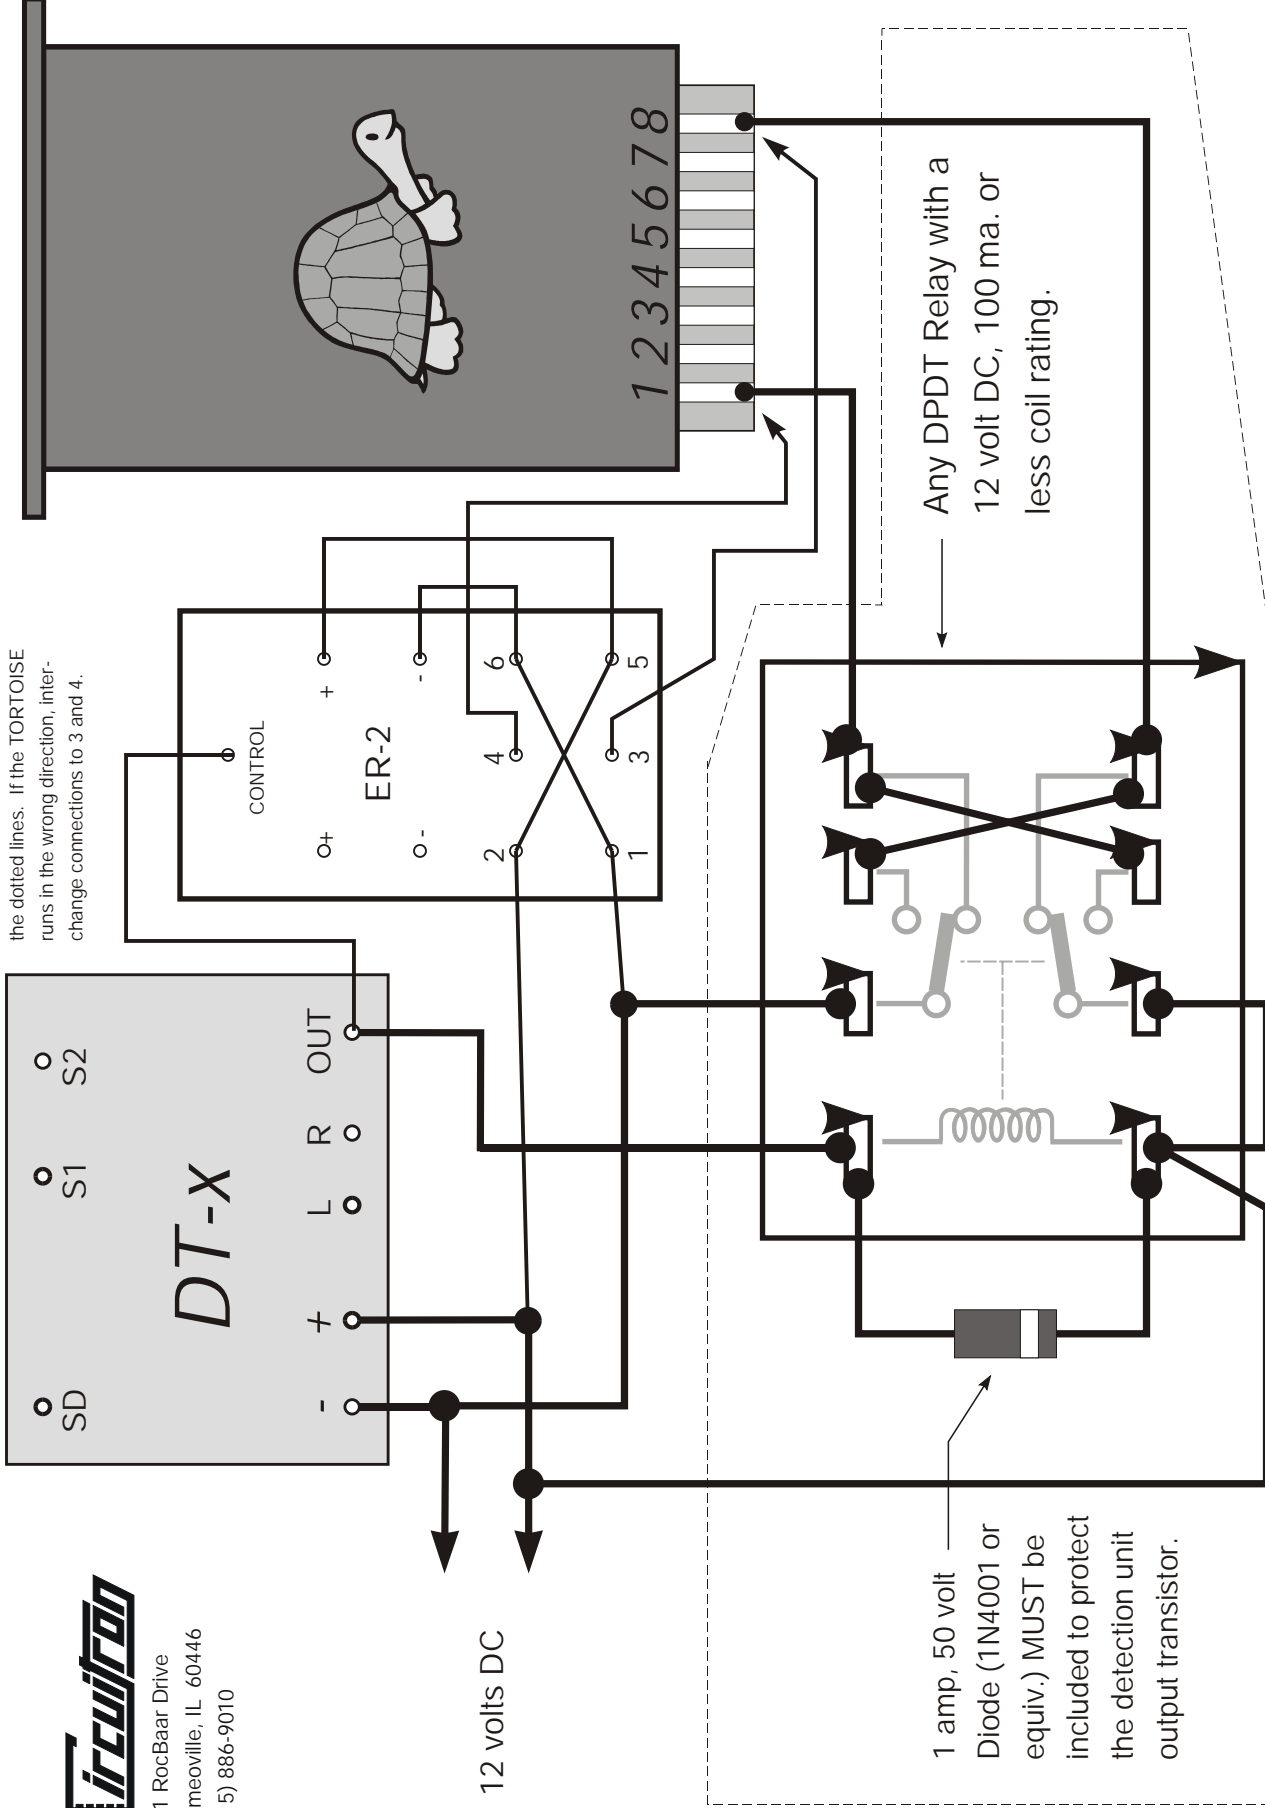 the dotted lines. If the TORTOISE
runs in the wrong direction, inter-
change connections to 3 and 4.
1 2 3 4 5 6 7 8
CONTROL
ER-2
+ +
- -
2 4 6
1 3 5
SD S1 S2
DT-x
- + L R OUT
ircuitron
1 RocBaar Drive
meoville, IL 60446
5) 886-9010
12 volts DC
Any DPDT Relay with a
12 volt DC, 100 ma. or
less coil rating.
1 amp, 50 volt
Diode (1N4001 or
equiv.) MUST be
included to protect
the detection unit
output transistor.